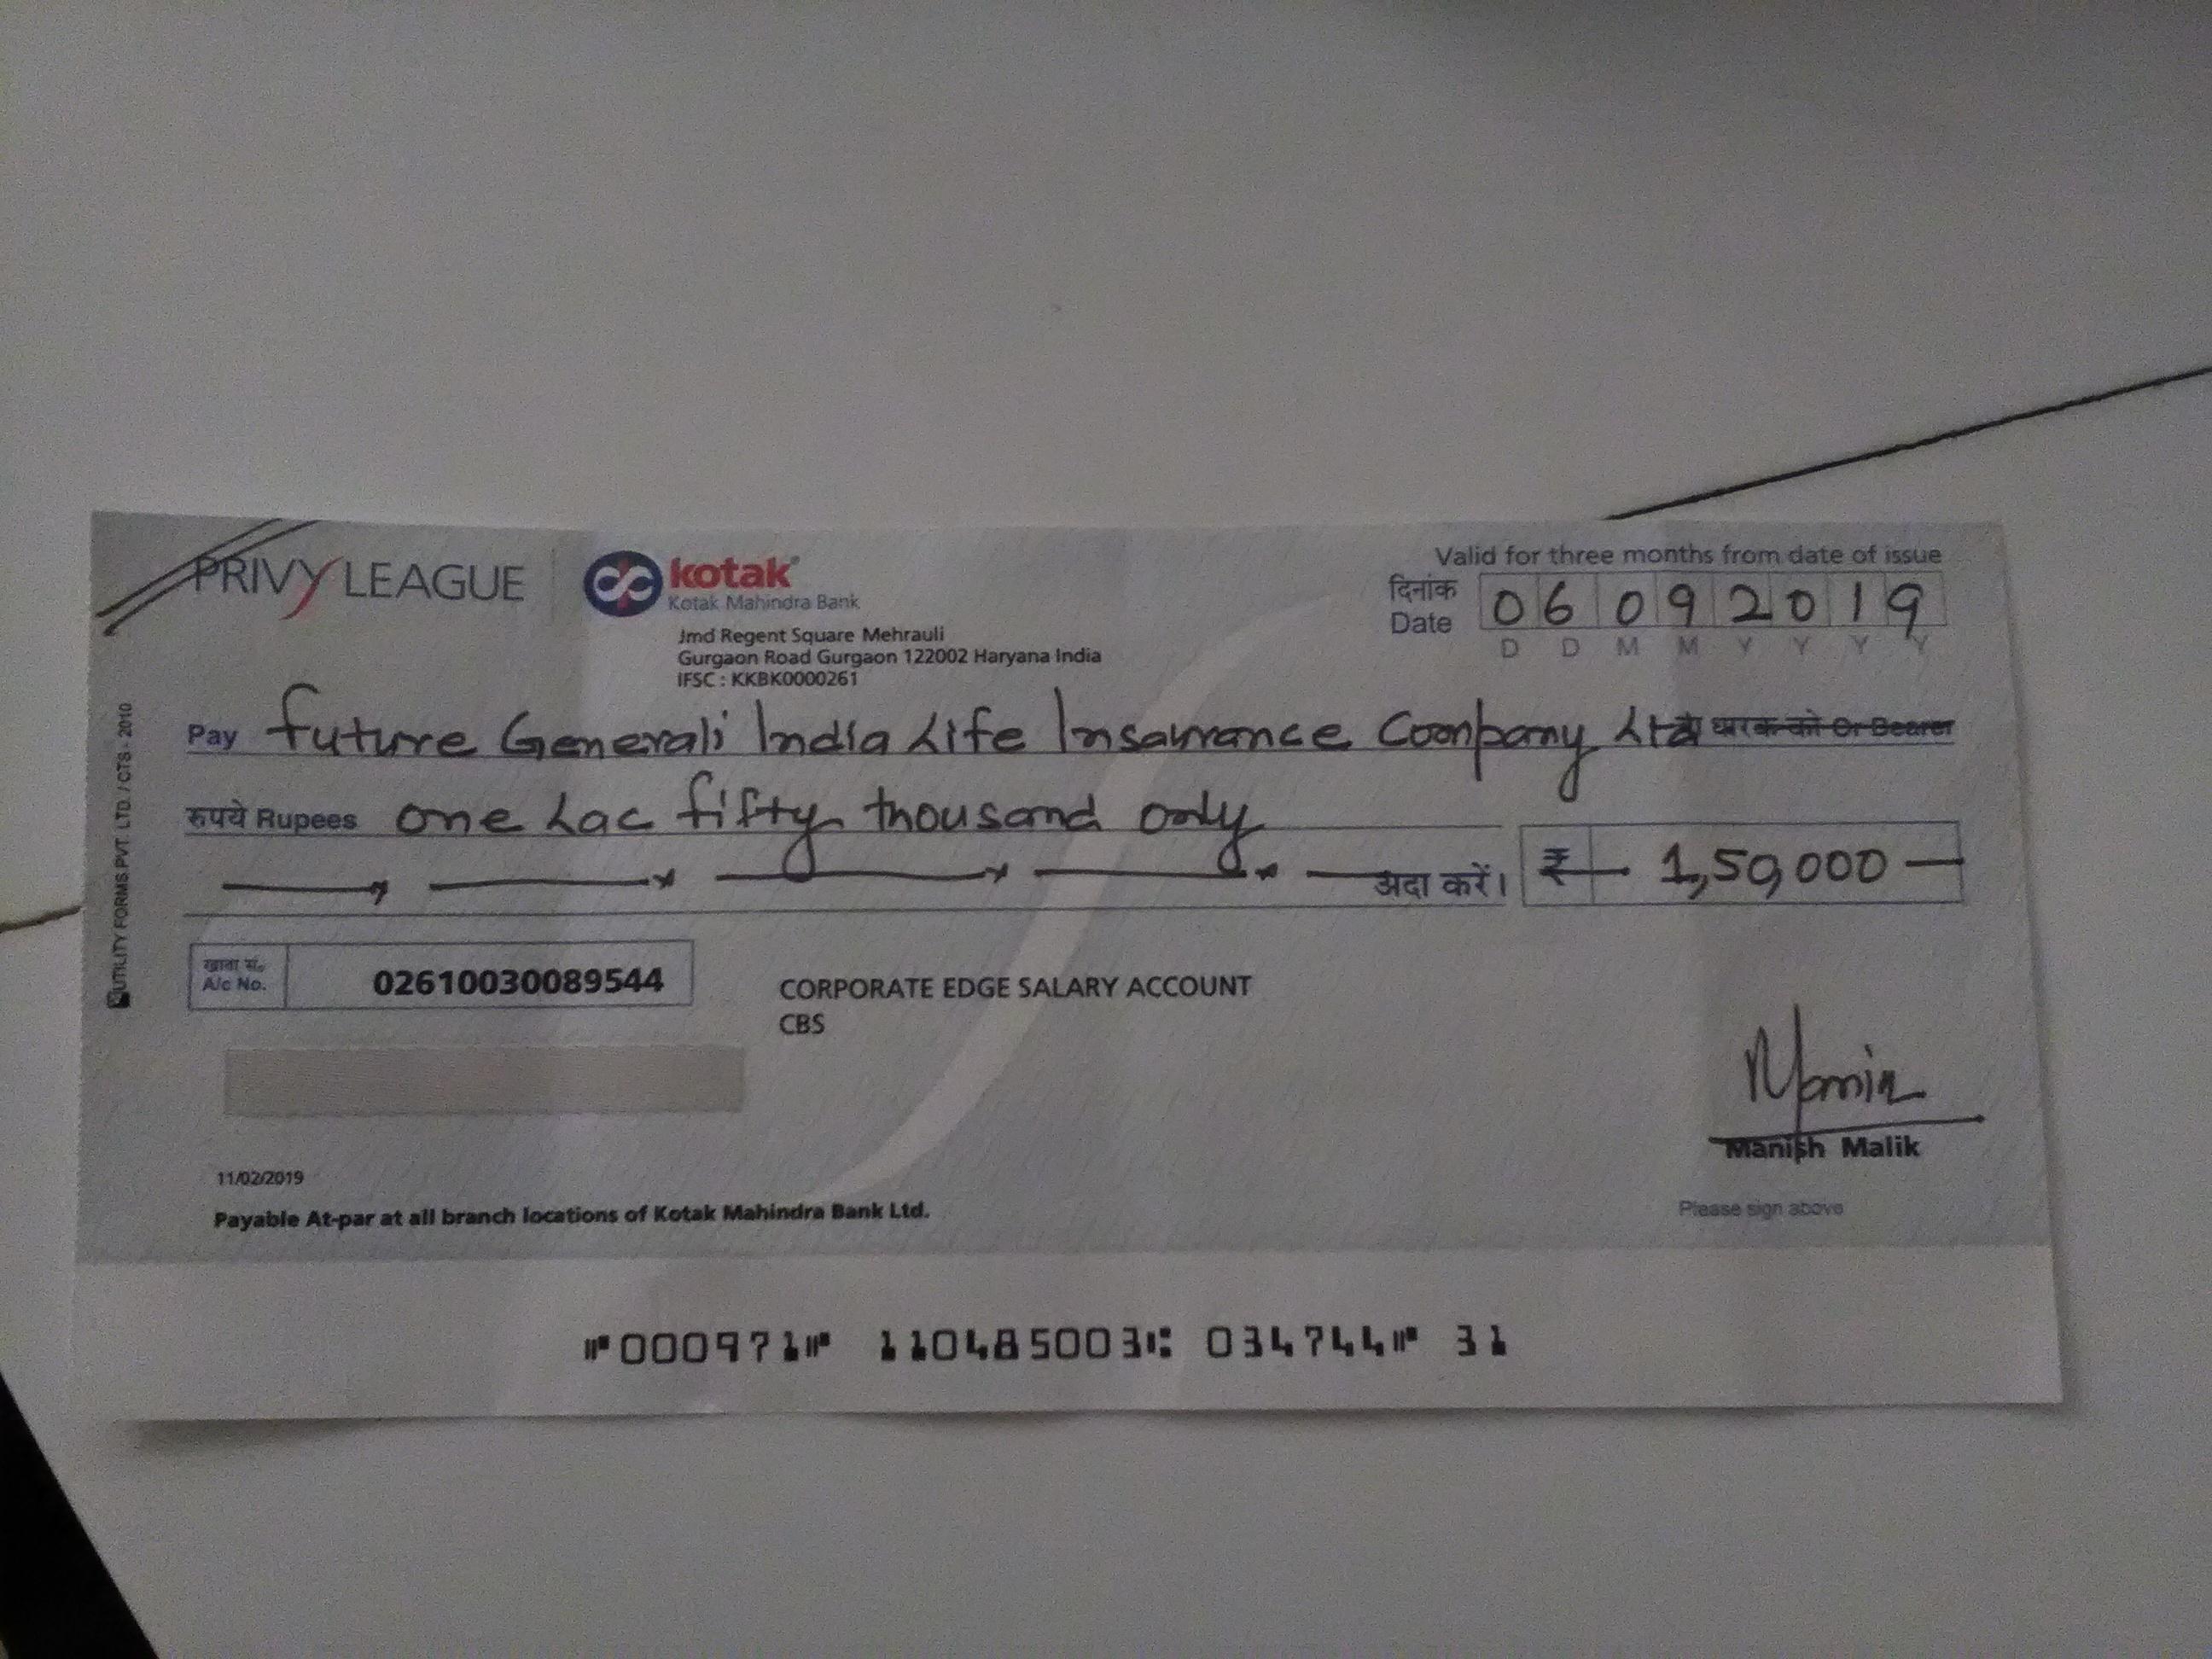 PRIVY LEAGUE
kotak
Kotak Mahindra Bank
Jmd Regent Square Mehrauli
Gurgaon Road Gurgaon 122002 Haryana India
IFSC : KKBK0000261
Valid for three months from date of issue
दिनांक
Date 06092019
D D M M Y Y Y Y
Pay Future Generali India Life Insaurance Company Ltd या धारक को Or Bearer
रुपये Rupees One Lac fifty thousand only
अदा करें। ₹ 1,50,000
खाता सं.
A/c No. 02610030089544
CORPORATE EDGE SALARY ACCOUNT
CBS
Manish Malik
Please sign above
11/02/2019
Payable At-par at all branch locations of Kotak Mahindra Bank Ltd.
⑈000971⑈ 110485003⑆ 034744⑈ 31
UTILITY FORMS PVT. LTD. / CTS - 2010